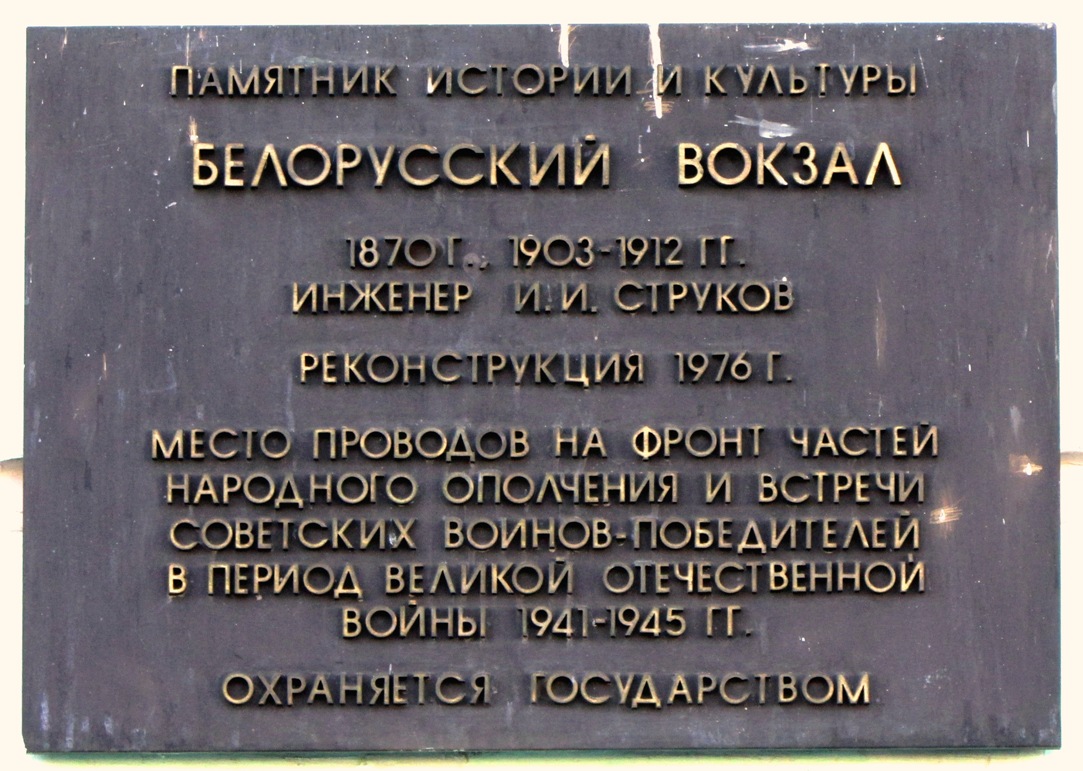 ПАМЯТНИК ИСТОРИИ И КУЛЬТУРЫ
БЕЛОРУССКИЙ ВОКЗАЛ
1870 Г., 1903-1912 ГГ.
ИНЖЕНЕР И.И. СТРУКОВ
РЕКОНСТРУКЦИЯ 1976 Г.
МЕСТО ПРОВОДОВ НА ФРОНТ ЧАСТЕЙ
НАРОДНОГО ОПОЛЧЕНИЯ И ВСТРЕЧИ
СОВЕТСКИХ ВОИНОВ-ПОБЕДИТЕЛЕЙ
В ПЕРИОД ВЕЛИКОЙ ОТЕЧЕСТВЕННОЙ
ВОЙНЫ 1941-1945 ГГ.
ОХРАНЯЕТСЯ ГОСУДАРСТВОМ